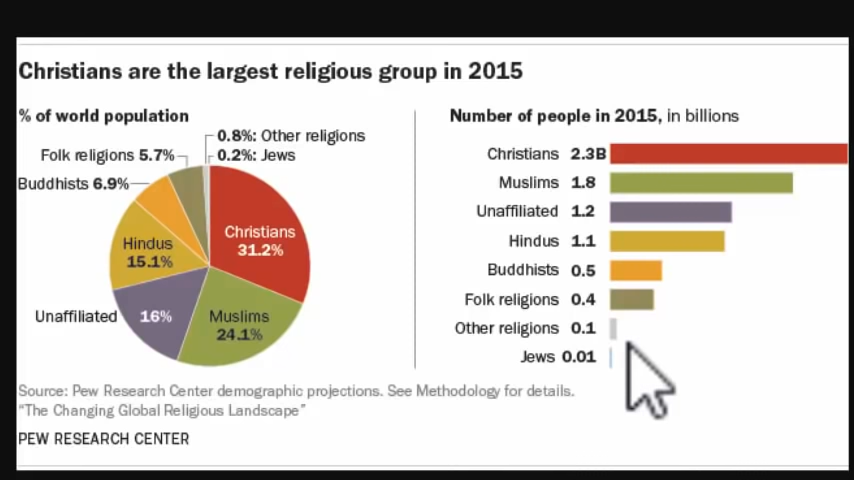 Christians are the largest religious group in 2015
% of world population
0.8%: Other religions
Folk religions 5.7%
0.2%: Jews
Buddhists 6.9%
Christians
31.2%
Hindus
15.1%
Unaffiliated
16%
Muslims
24.1%
Number of people in 2015, in billions
Christians 2.3B
Muslims 1.8
Unaffiliated 1.2
Hindus 1.1
Buddhists 0.5
Folk religions 0.4
Other religions 0.1
Jews 0.01
Source: Pew Research Center demographic projections. See Methodology for details.
“The Changing Global Religious Landscape”
PEW RESEARCH CENTER